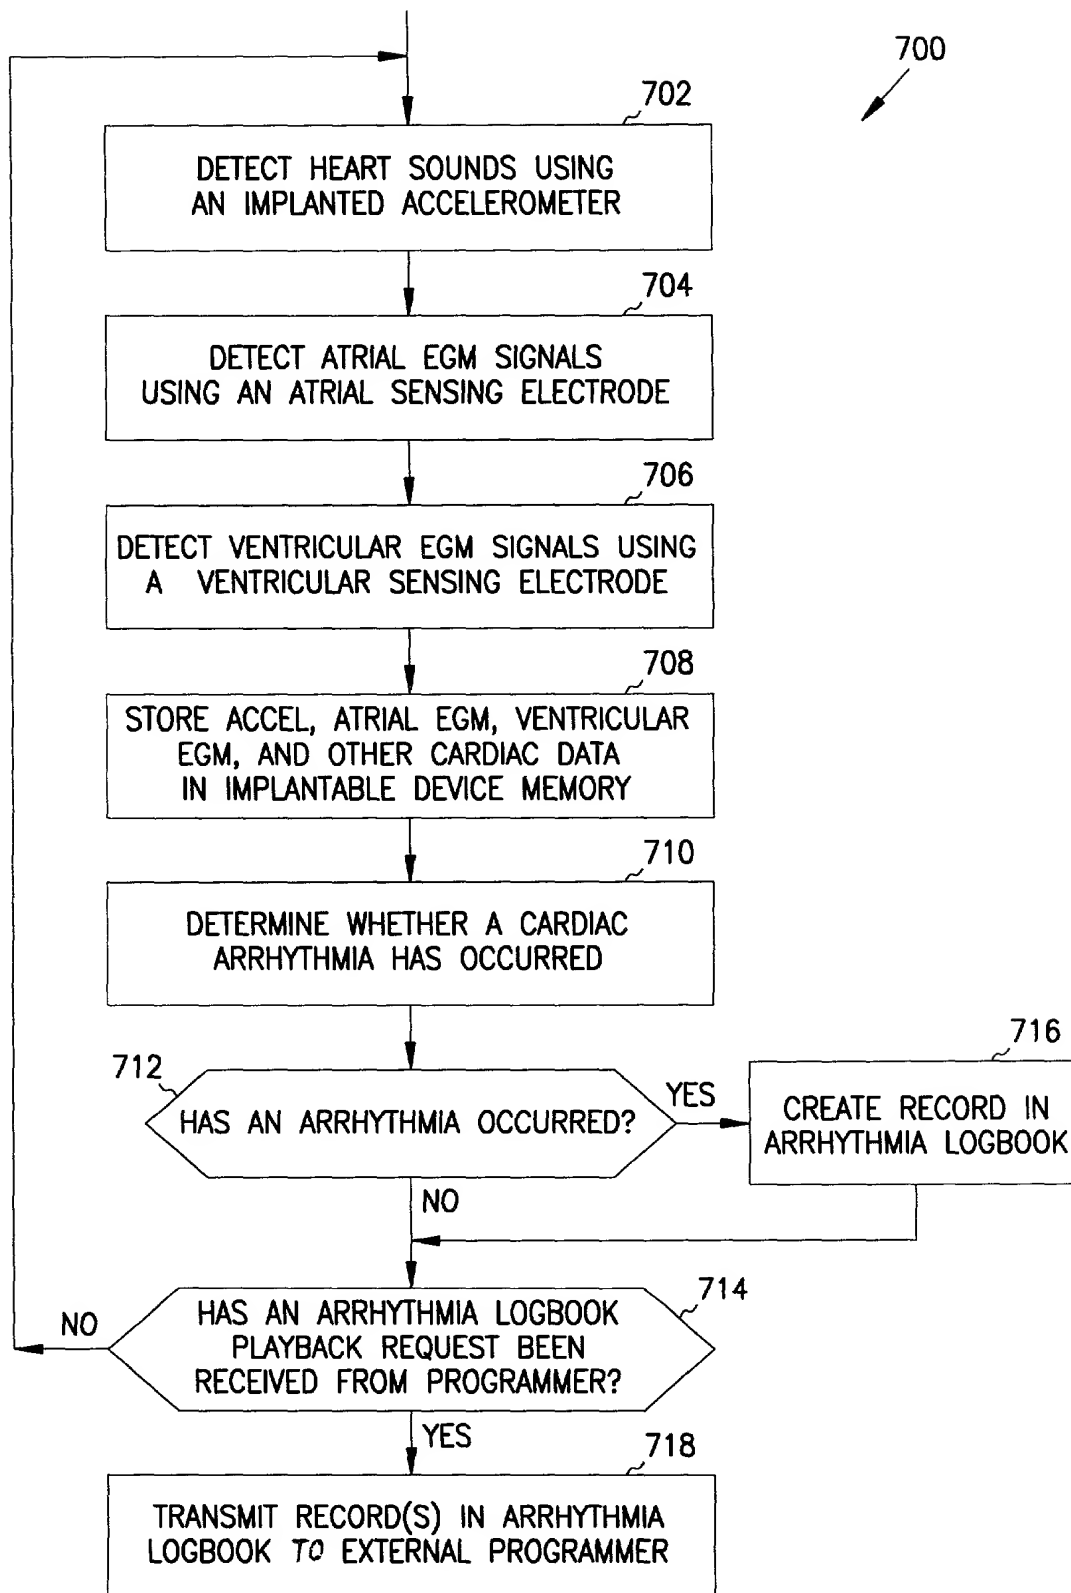 700
702
DETECT HEART SOUNDS USING
AN IMPLANTED ACCELEROMETER
704
DETECT ATRIAL EGM SIGNALS
USING AN ATRIAL SENSING ELECTRODE
706
DETECT VENTRICULAR EGM SIGNALS USING
A VENTRICULAR SENSING ELECTRODE
708
STORE ACCEL, ATRIAL EGM, VENTRICULAR
EGM, AND OTHER CARDIAC DATA
IN IMPLANTABLE DEVICE MEMORY
710
DETERMINE WHETHER A CARDIAC
ARRHYTHMIA HAS OCCURRED
712
HAS AN ARRHYTHMIA OCCURRED?
YES
716
CREATE RECORD IN
ARRHYTHMIA LOGBOOK
NO
714
HAS AN ARRHYTHMIA LOGBOOK
PLAYBACK REQUEST BEEN
RECEIVED FROM PROGRAMMER?
NO
YES
718
TRANSMIT RECORD(S) IN ARRHYTHMIA
LOGBOOK TO EXTERNAL PROGRAMMER